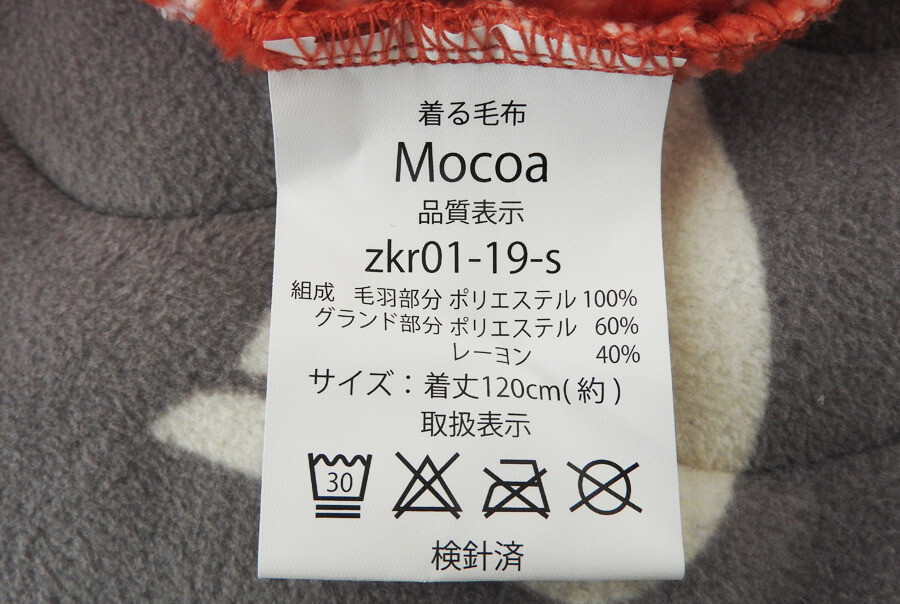 着る毛布
Mocoa
品質表示
zkr01-19-s
組成 毛羽部分 ポリエステル 100%
グランド部分 ポリエステル 60%
レーヨン 40%
サイズ：着丈120cm(約)
取扱表示
30
検針済